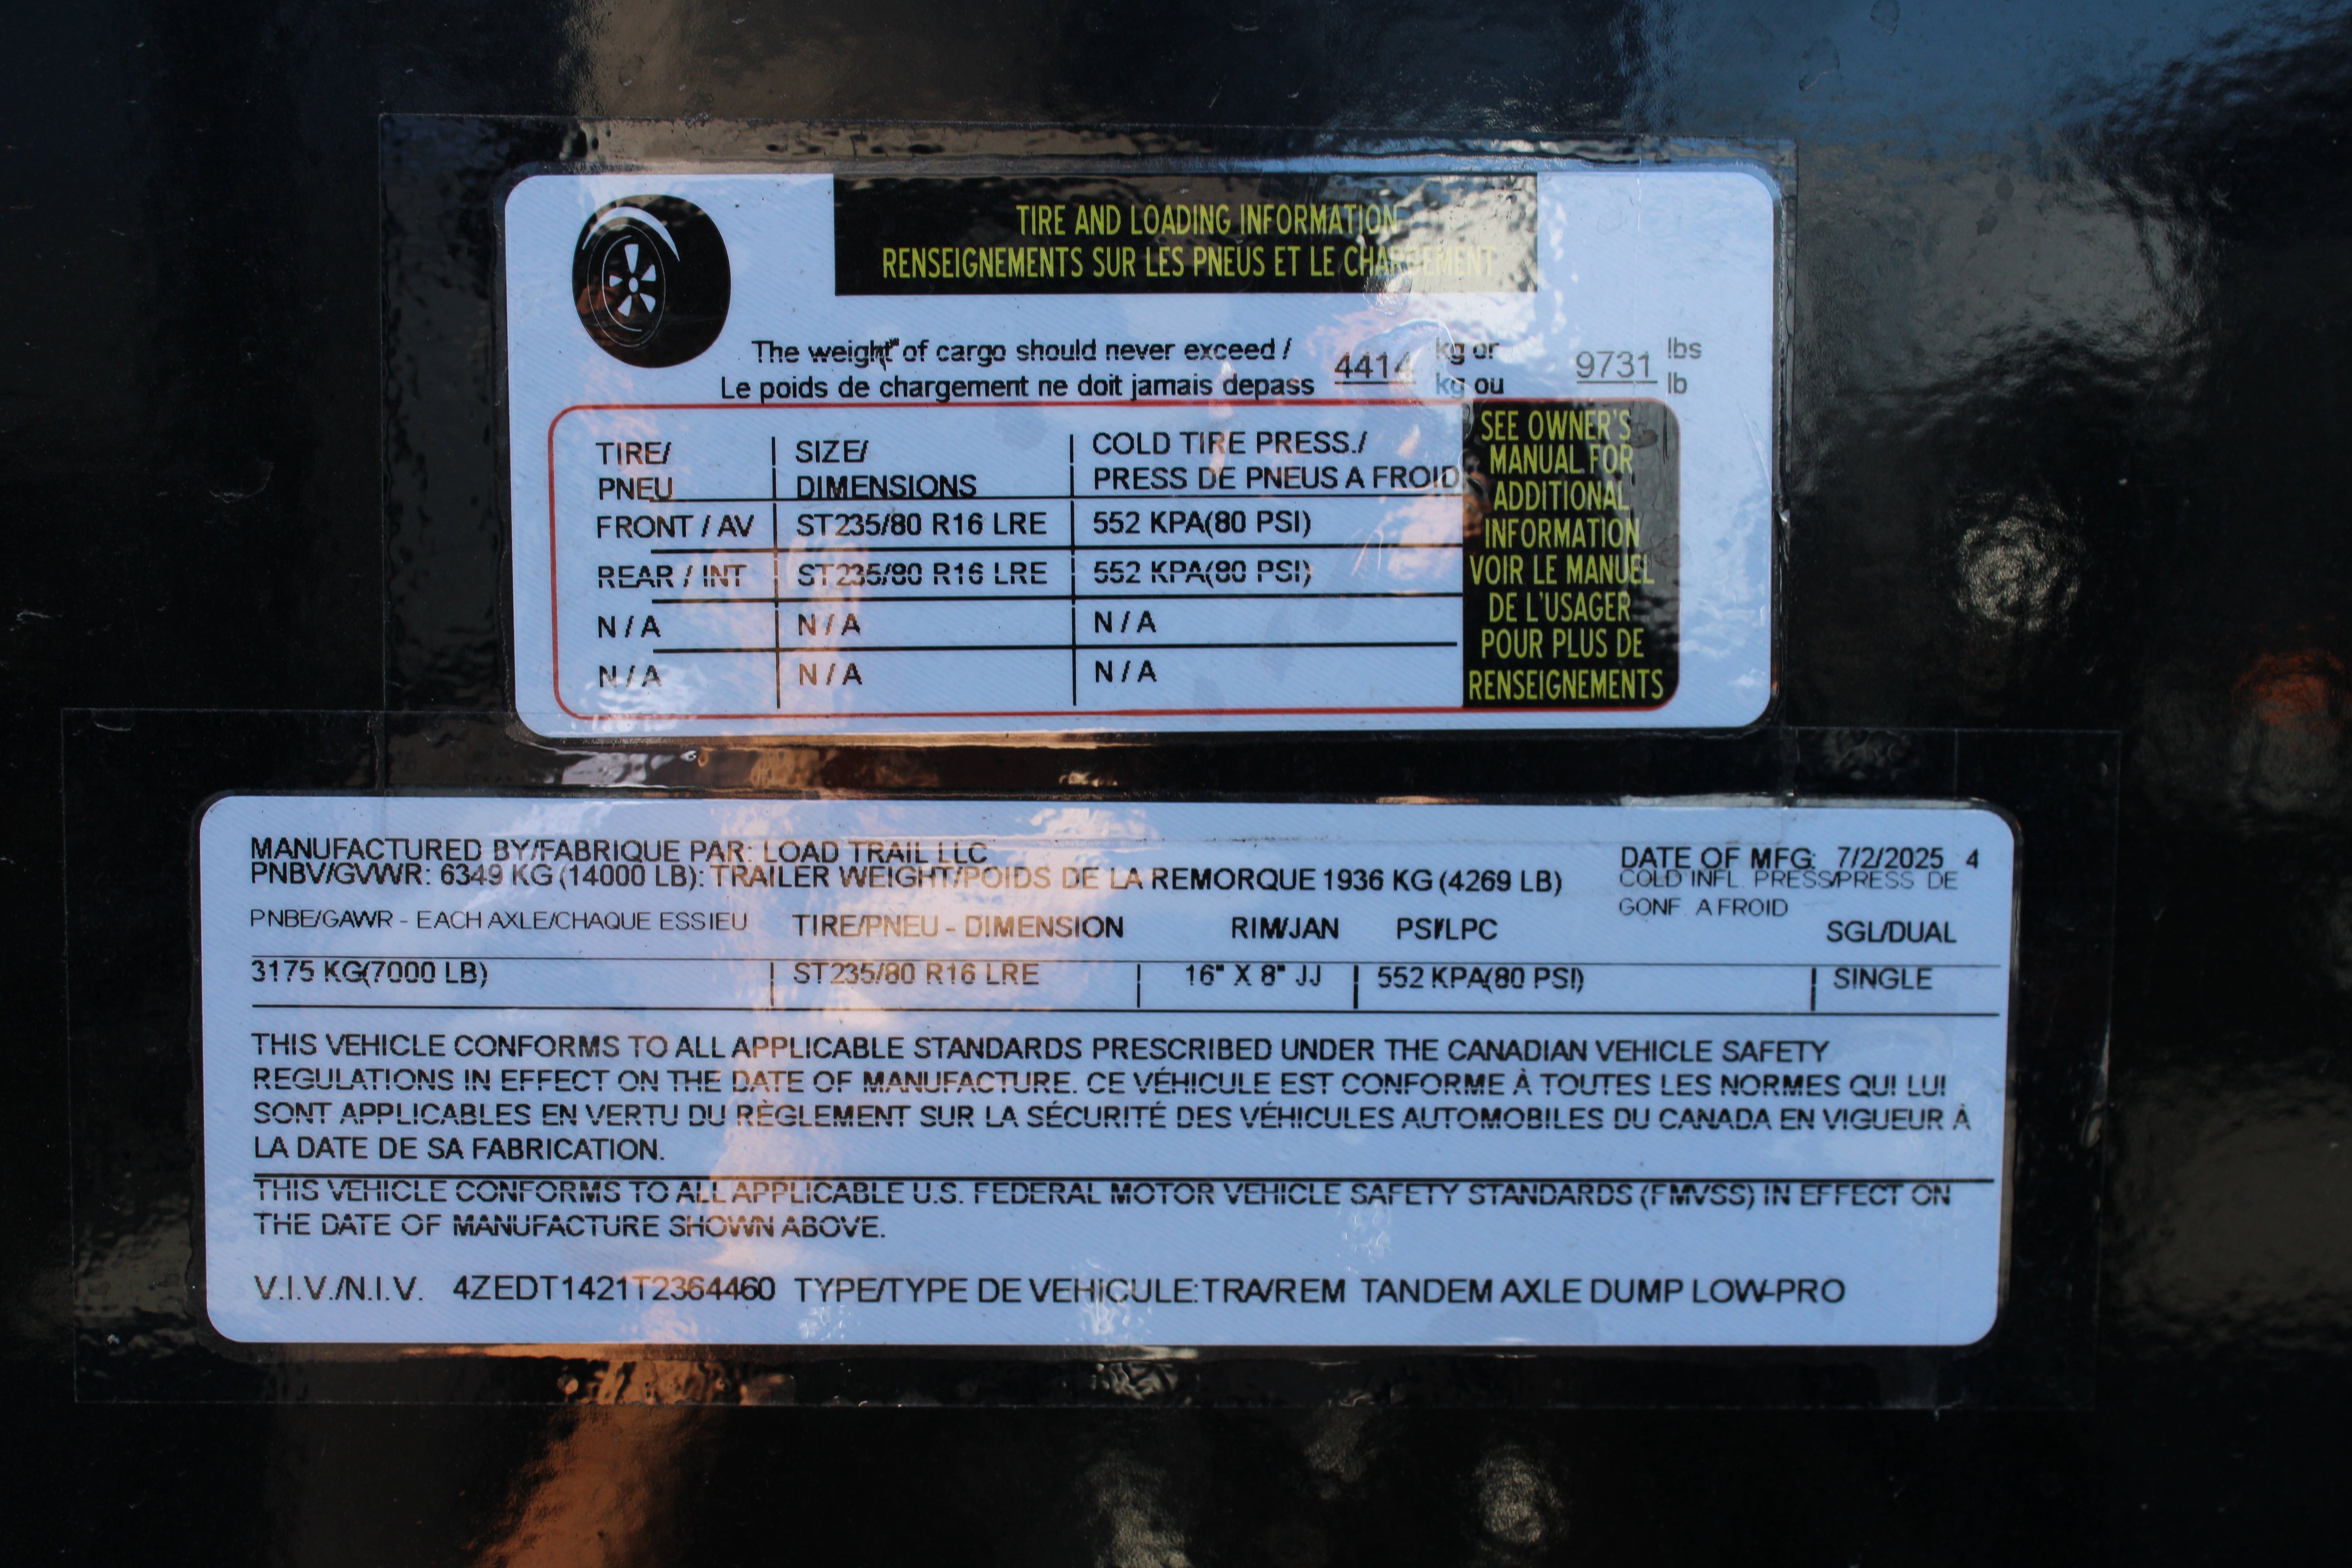 TIRE AND LOADING INFORMATION
RENSEIGNEMENTS SUR LES PNEUS ET LE CHARGEMENT
The weight of cargo should never exceed / 4414 kg or 9731 lbs
Le poids de chargement ne doit jamais depass kg ou lb
TIRE/ SIZE/ COLD TIRE PRESS./
PNEU DIMENSIONS PRESS DE PNEUS A FROID
FRONT / AV ST235/80 R16 LRE 552 KPA(80 PSI)
REAR / INT ST235/80 R16 LRE 552 KPA(80 PSI)
N / A N / A N / A
N / A N / A N / A
SEE OWNER'S
MANUAL FOR
ADDITIONAL
INFORMATION
VOIR LE MANUEL
DE L'USAGER
POUR PLUS DE
RENSEIGNEMENTS
MANUFACTURED BY/FABRIQUE PAR: LOAD TRAIL LLC DATE OF MFG: 7/2/2025 4
PNBV/GVWR: 6349 KG (14000 LB): TRAILER WEIGHT/POIDS DE LA REMORQUE 1936 KG (4269 LB)
COLD INFL. PRESS/PRESS DE
GONF. A FROID
PNBE/GAWR - EACH AXLE/CHAQUE ESSIEU TIRE/PNEU - DIMENSION RIM/JAN PSI/LPC SGL/DUAL
3175 KG(7000 LB) ST235/80 R16 LRE 16" X 8" JJ 552 KPA(80 PSI) SINGLE
THIS VEHICLE CONFORMS TO ALL APPLICABLE STANDARDS PRESCRIBED UNDER THE CANADIAN VEHICLE SAFETY
REGULATIONS IN EFFECT ON THE DATE OF MANUFACTURE. CE VÉHICULE EST CONFORME À TOUTES LES NORMES QUI LUI
SONT APPLICABLES EN VERTU DU RÈGLEMENT SUR LA SÉCURITÉ DES VÉHICULES AUTOMOBILES DU CANADA EN VIGUEUR À
LA DATE DE SA FABRICATION.
THIS VEHICLE CONFORMS TO ALL APPLICABLE U.S. FEDERAL MOTOR VEHICLE SAFETY STANDARDS (FMVSS) IN EFFECT ON
THE DATE OF MANUFACTURE SHOWN ABOVE.
V.I.V./N.I.V. 4ZEDT1421T2364460 TYPE/TYPE DE VEHICULE:TRA/REM TANDEM AXLE DUMP LOW-PRO